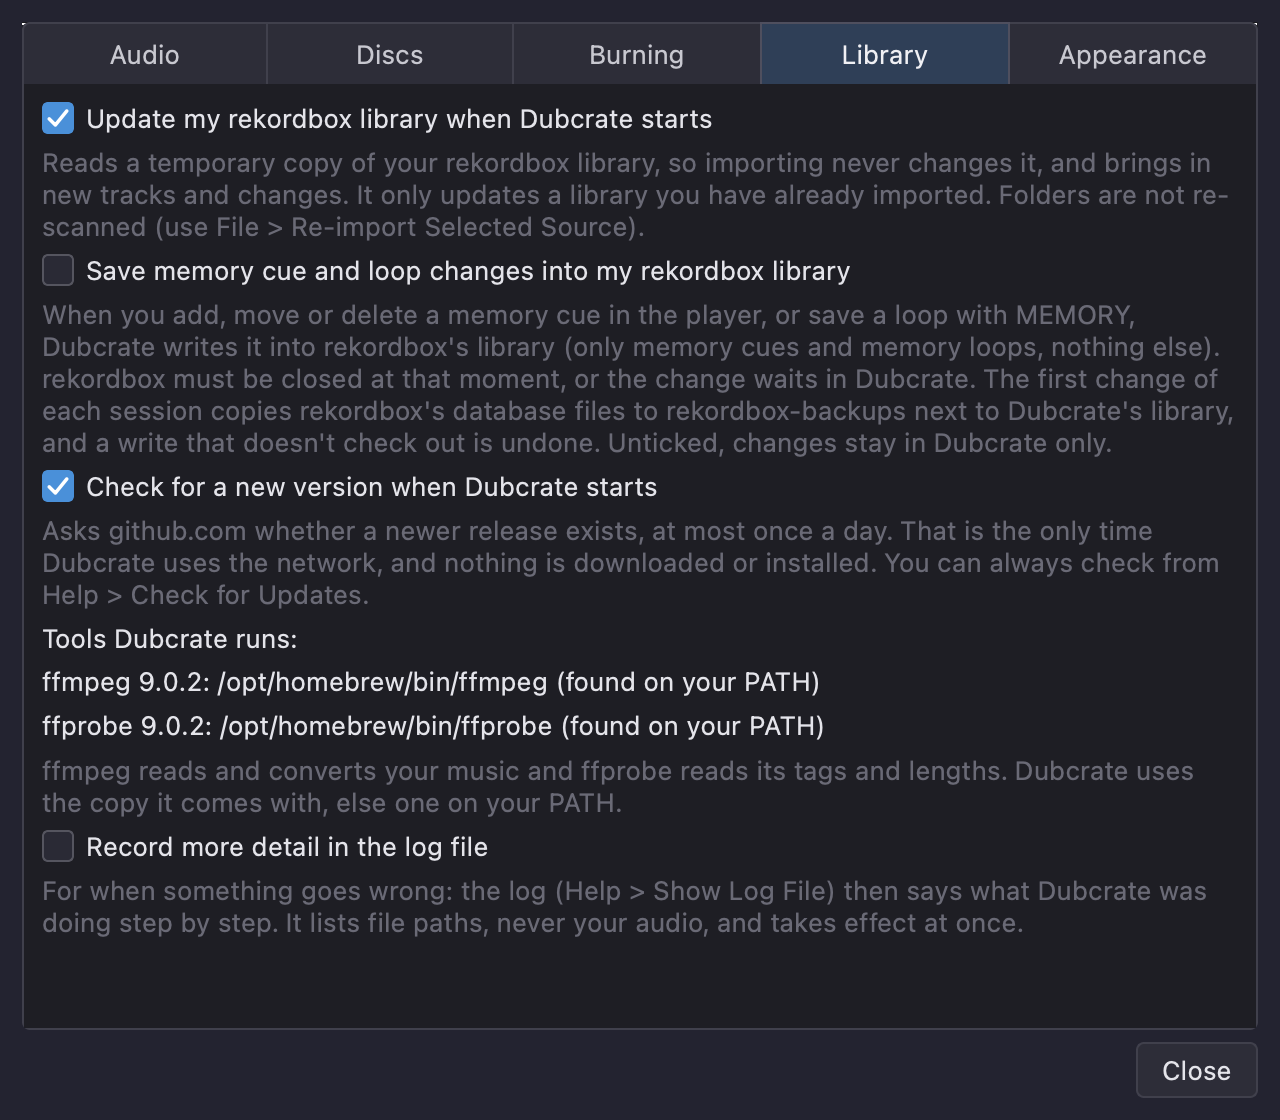 Audio
Discs
Burning
Library
Appearance
Update my rekordbox library when Dubcrate starts
Reads a temporary copy of your rekordbox library, so importing never changes it, and brings in
new tracks and changes. It only updates a library you have already imported. Folders are not re-
scanned (use File > Re-import Selected Source).
Save memory cue and loop changes into my rekordbox library
When you add, move or delete a memory cue in the player, or save a loop with MEMORY,
Dubcrate writes it into rekordbox's library (only memory cues and memory loops, nothing else).
rekordbox must be closed at that moment, or the change waits in Dubcrate. The first change of
each session copies rekordbox's database files to rekordbox-backups next to Dubcrate's library,
and a write that doesn't check out is undone. Unticked, changes stay in Dubcrate only.
Check for a new version when Dubcrate starts
Asks github.com whether a newer release exists, at most once a day. That is the only time
Dubcrate uses the network, and nothing is downloaded or installed. You can always check from
Help > Check for Updates.
Tools Dubcrate runs:
ffmpeg 9.0.2: /opt/homebrew/bin/ffmpeg (found on your PATH)
ffprobe 9.0.2: /opt/homebrew/bin/ffprobe (found on your PATH)
ffmpeg reads and converts your music and ffprobe reads its tags and lengths. Dubcrate uses
the copy it comes with, else one on your PATH.
Record more detail in the log file
For when something goes wrong: the log (Help > Show Log File) then says what Dubcrate was
doing step by step. It lists file paths, never your audio, and takes effect at once.
Close